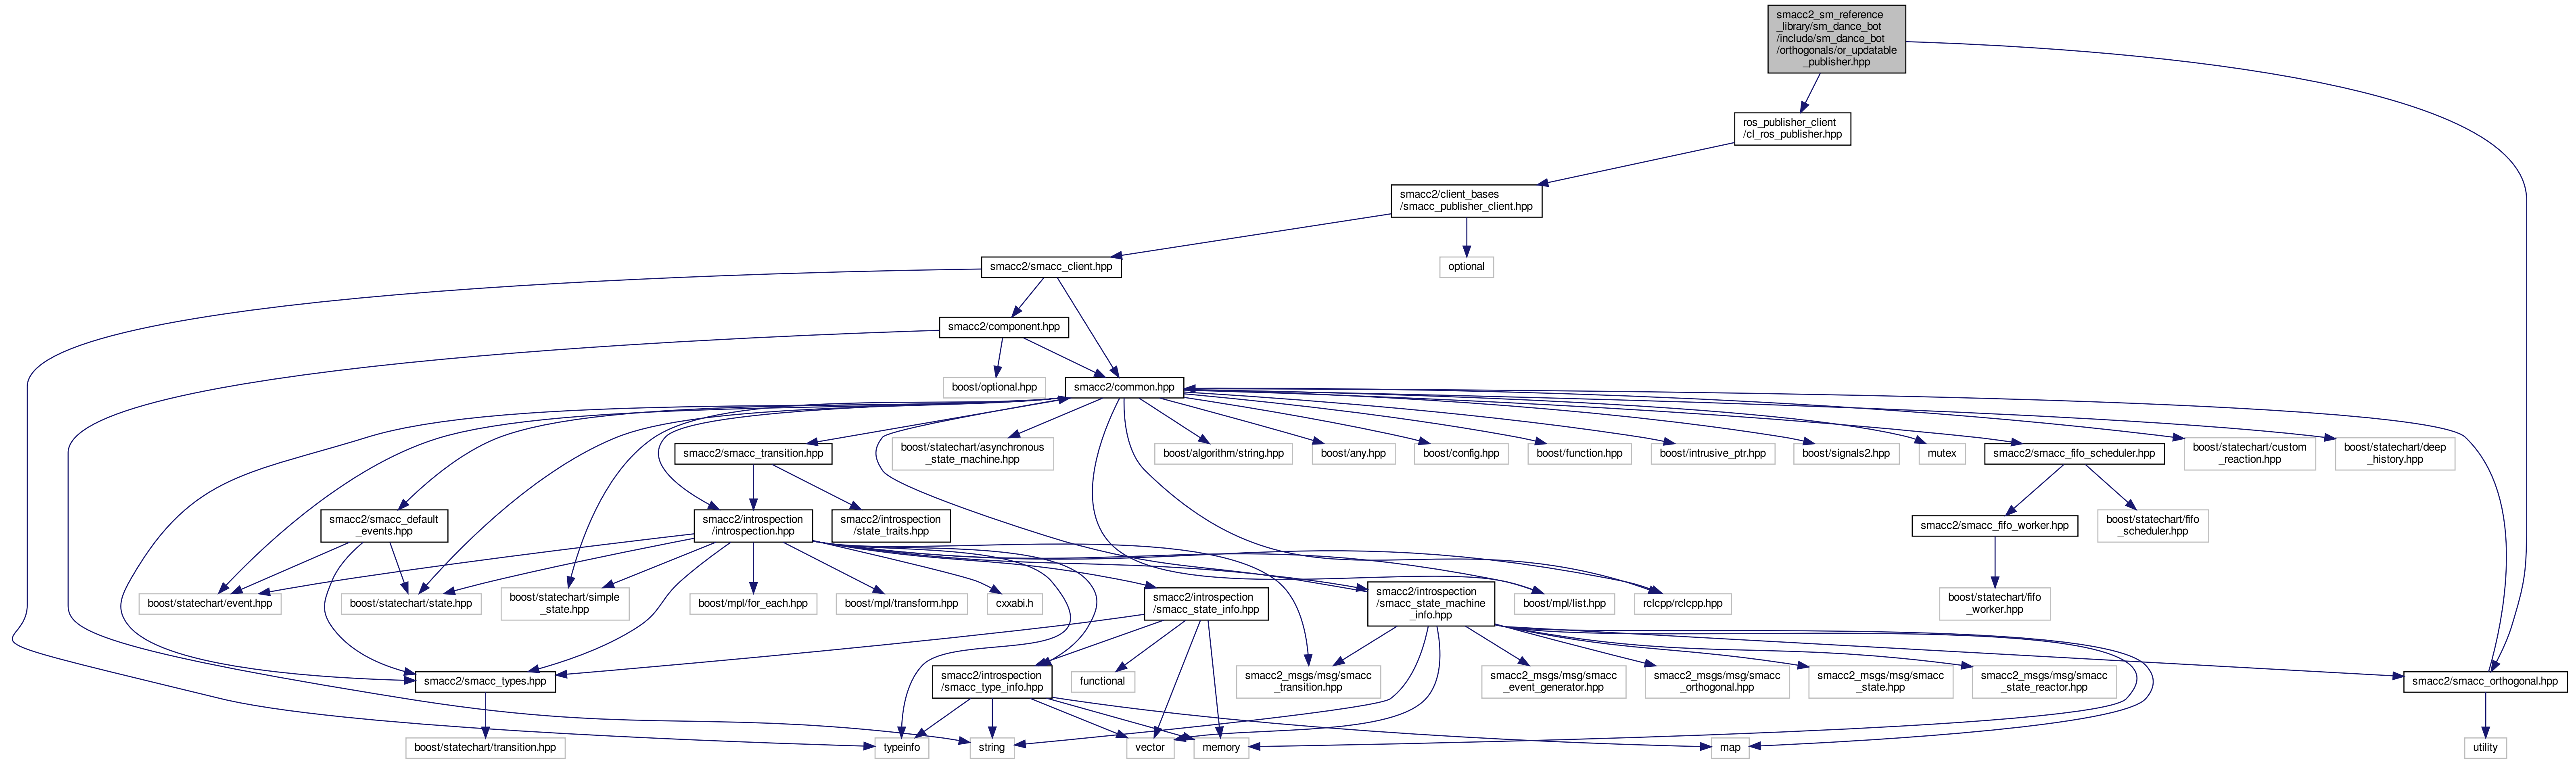 smacc2_sm_reference
_library/sm_dance_bot
/include/sm_dance_bot
/orthogonals/or_updatable
_publisher.hpp
ros_publisher_client
/cl_ros_publisher.hpp
smacc2/client_bases
/smacc_publisher_client.hpp
smacc2/smacc_client.hpp
optional
smacc2/component.hpp
boost/optional.hpp
smacc2/common.hpp
smacc2/smacc_transition.hpp
boost/statechart/asynchronous
_state_machine.hpp
boost/algorithm/string.hpp
boost/any.hpp
boost/config.hpp
boost/function.hpp
boost/intrusive_ptr.hpp
boost/signals2.hpp
mutex
smacc2/smacc_fifo_scheduler.hpp
boost/statechart/custom
_reaction.hpp
boost/statechart/deep
_history.hpp
smacc2/smacc_default
_events.hpp
smacc2/introspection
/introspection.hpp
smacc2/introspection
/state_traits.hpp
smacc2/smacc_fifo_worker.hpp
boost/statechart/fifo
_scheduler.hpp
boost/statechart/event.hpp
boost/statechart/state.hpp
boost/statechart/simple
_state.hpp
boost/mpl/for_each.hpp
boost/mpl/transform.hpp
cxxabi.h
smacc2/introspection
/smacc_state_info.hpp
smacc2/introspection
/smacc_state_machine
_info.hpp
boost/mpl/list.hpp
rclcpp/rclcpp.hpp
boost/statechart/fifo
_worker.hpp
smacc2/smacc_types.hpp
smacc2/introspection
/smacc_type_info.hpp
functional
smacc2_msgs/msg/smacc
_transition.hpp
smacc2_msgs/msg/smacc
_event_generator.hpp
smacc2_msgs/msg/smacc
_orthogonal.hpp
smacc2_msgs/msg/smacc
_state.hpp
smacc2_msgs/msg/smacc
_state_reactor.hpp
smacc2/smacc_orthogonal.hpp
boost/statechart/transition.hpp
typeinfo
string
vector
memory
map
utility